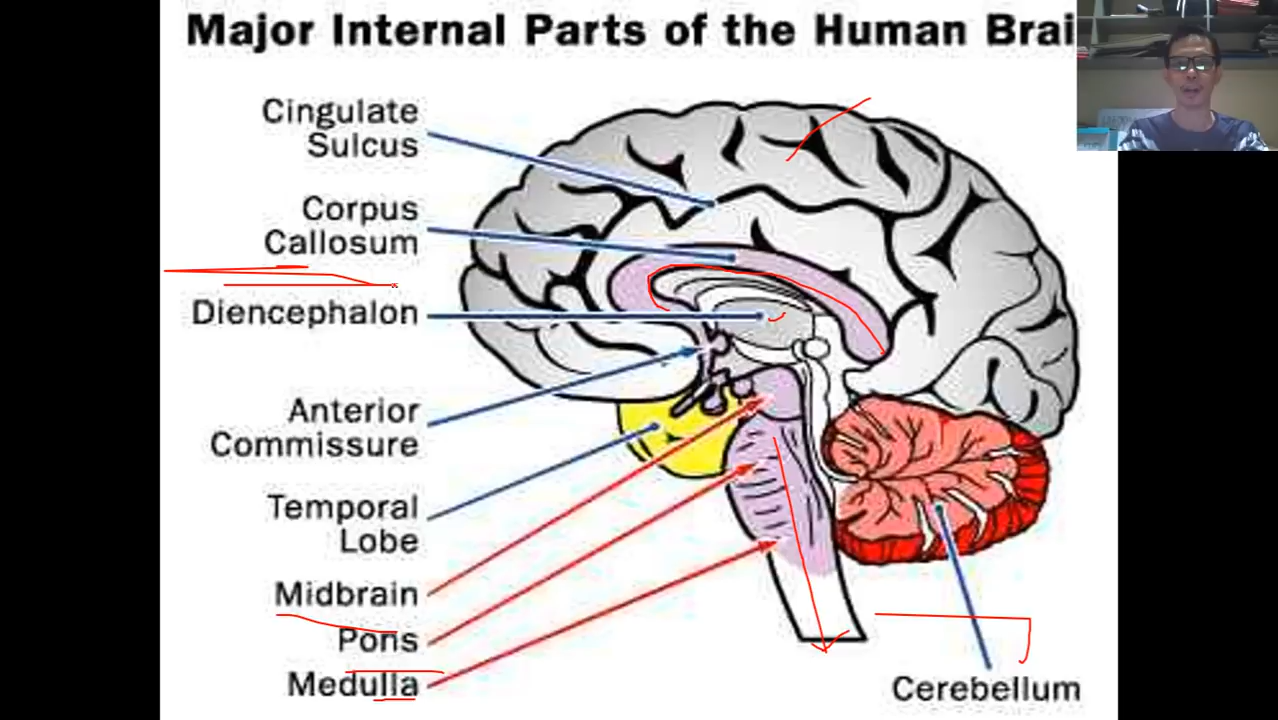 Major Internal Parts of the Human Brai
Cingulate
Sulcus
Corpus
Callosum
Diencephalon
Anterior
Commissure
Temporal
Lobe
Midbrain
Pons
Medulla
Cerebellum